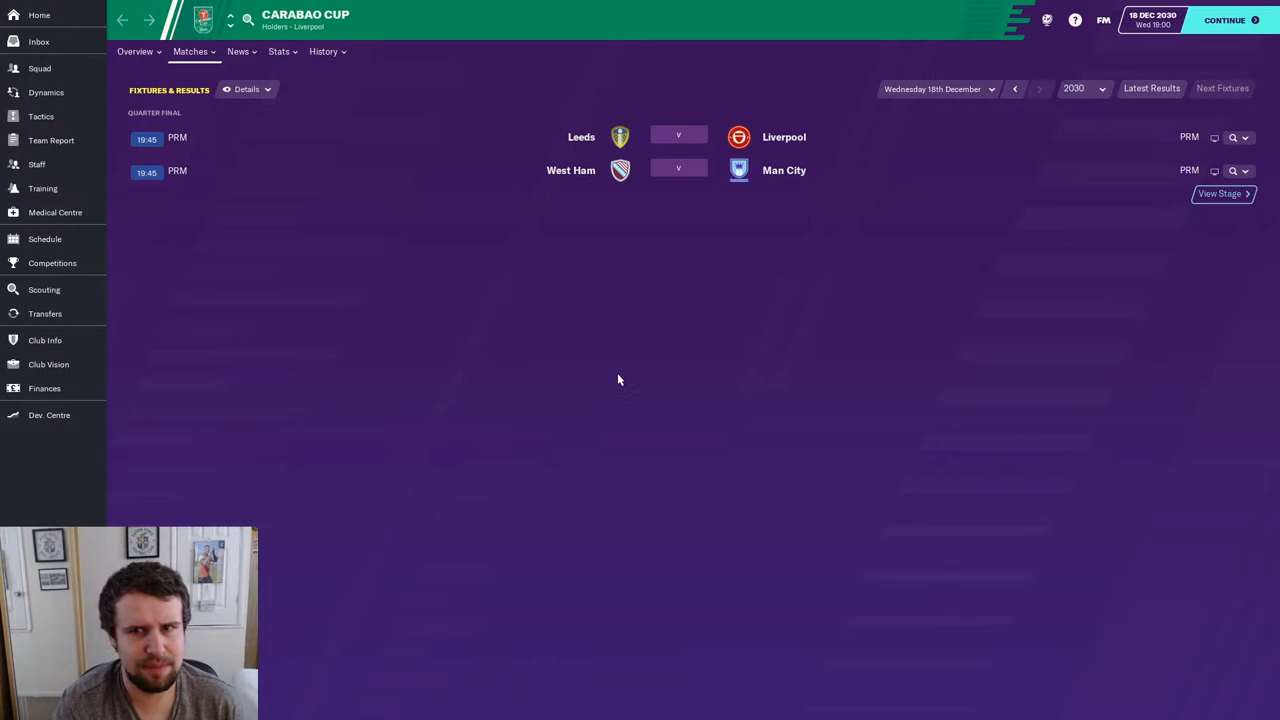 Home
Inbox
Squad
Dynamics
Tactics
Team Report
Staff
Training
Medical Centre
Schedule
Competitions
Scouting
Transfers
Club Info
Club Vision
Finances
Dev. Centre
CARABAO CUP
Holders - Liverpool
FM
18 DEC 2030
Wed 19:00
CONTINUE
Overview
Matches
News
Stats
History
FIXTURES & RESULTS
Details
Wednesday 18th December
2030
Latest Results
Next Fixtures
QUARTER FINAL
19:45 PRM Leeds v Liverpool PRM
19:45 PRM West Ham v Man City PRM
View Stage